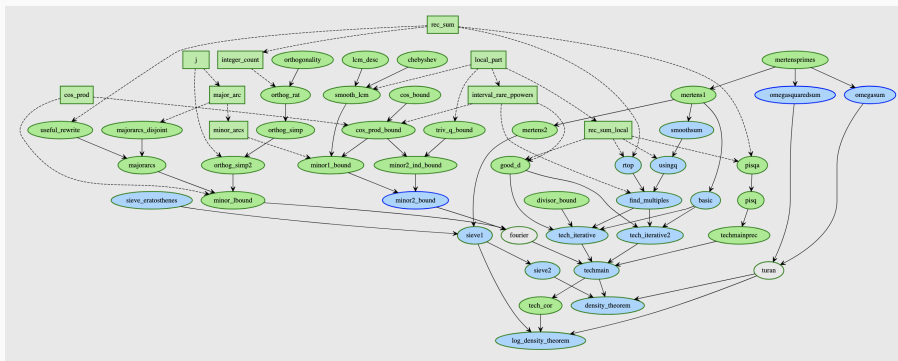 rec_sum
j
integer_count
orthogonality
lcm_desc
chebyshev
local_part
mertensprimes
cos_prod
major_arc
orthog_rat
smooth_lcm
cos_bound
interval_rare_ppowers
mertens1
omegasquaredsum
omegasum
useful_rewrite
majorarcs_disjoint
minor_arcs
orthog_simp
cos_prod_bound
triv_q_bound
mertens2
rec_sum_local
smoothsum
majorarcs
orthog_simp2
minor1_bound
minor2_ind_bound
good_d
rtop
usingq
pisqa
sieve_eratosthenes
minor_lbound
minor2_bound
divisor_bound
find_multiples
basic
pisq
sieve1
fourier
tech_iterative
tech_iterative2
techmainprec
sieve2
techmain
turan
tech_cor
density_theorem
log_density_theorem